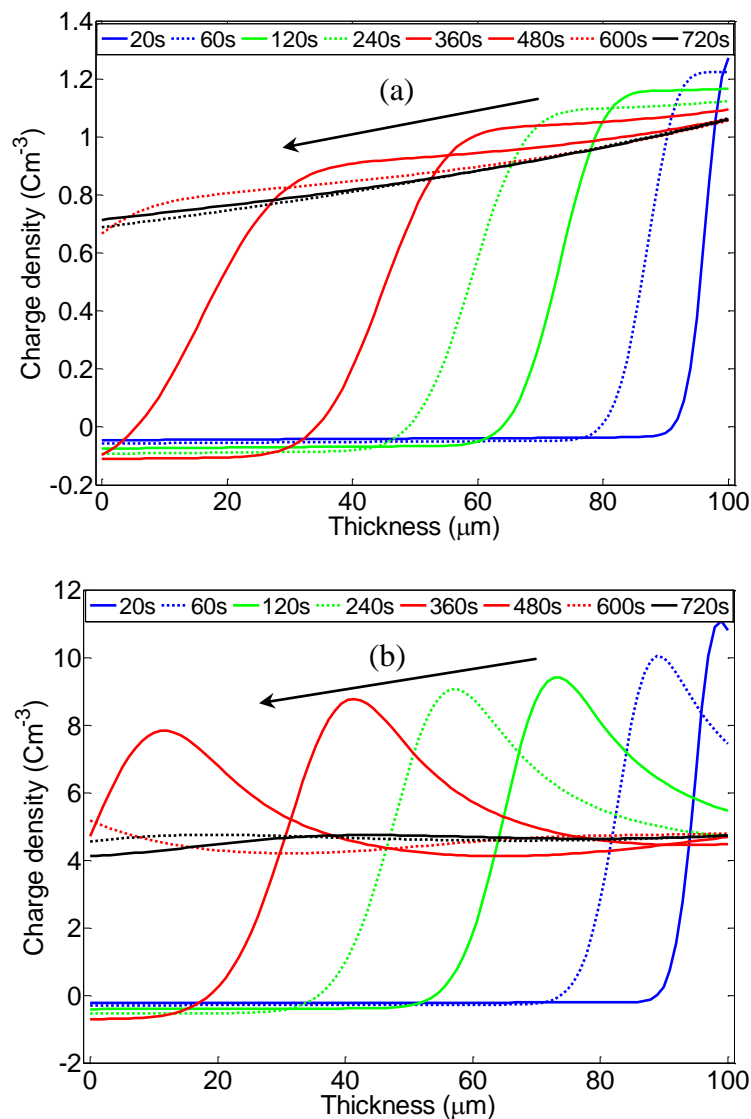 1.4
20s 60s 120s 240s 360s 480s 600s 720s
1.2
(a)
1
0.8
0.6
0.4
0.2
0
-0.2
Charge density (Cm-3)
0 20 40 60 80 100
Thickness (μm)
12
20s 60s 120s 240s 360s 480s 600s 720s
10
(b)
8
6
4
2
0
-2
Charge density (Cm-3)
0 20 40 60 80 100
Thickness (μm)